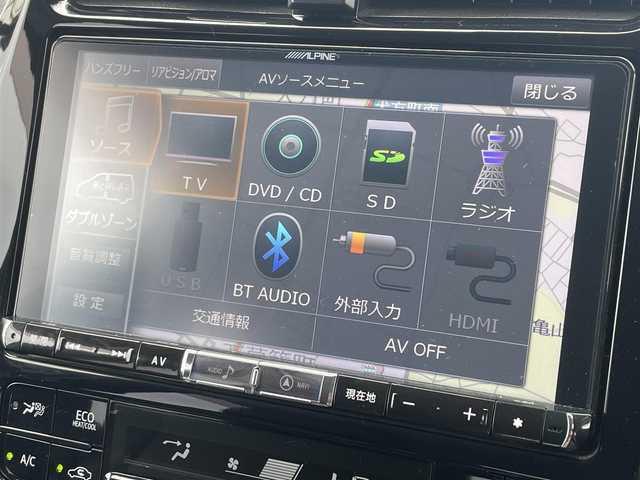 ALPINE
ハンズフリー
リアビジョン/アロマ
AVソースメニュー
閉じる
ソース
TV
DVD / CD
SD
ラジオ
ダブルゾーン
音質調整
USB
BT AUDIO
外部入力
HDMI
設定
交通情報
AV OFF
亀山
AV
AUDIO
NAVI
現在地
ECO
HEAT/COOL
A/C